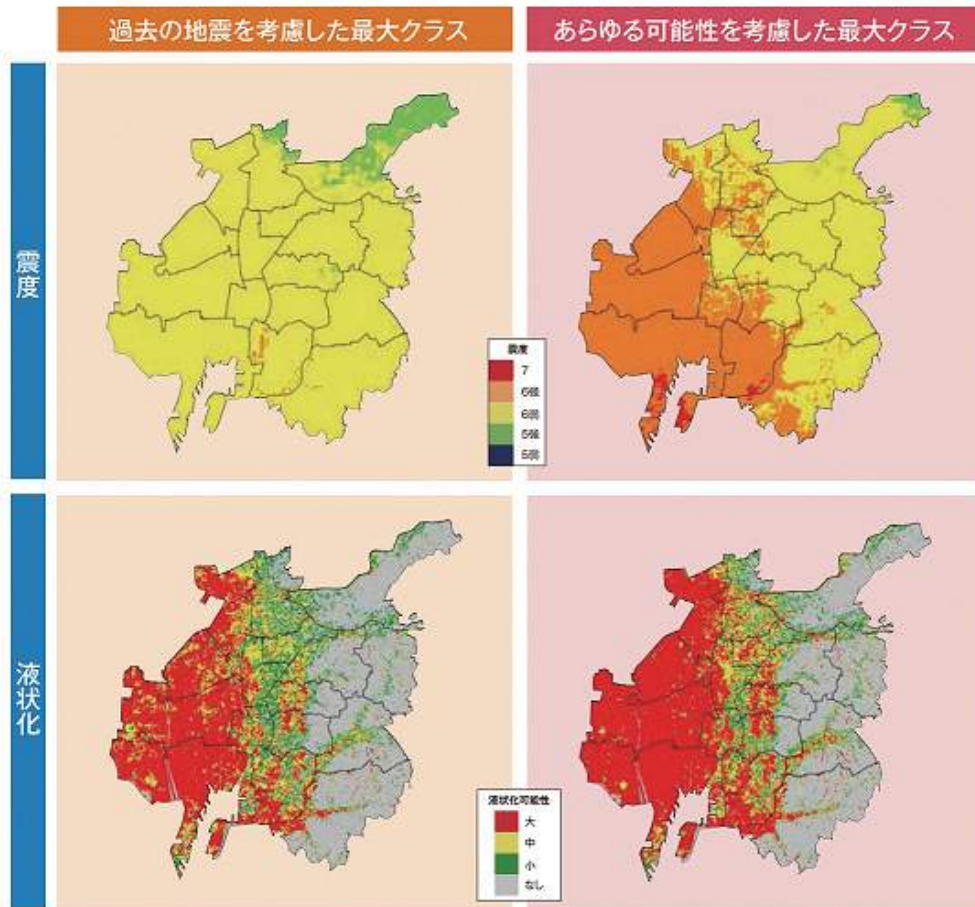 過去の地震を考慮した最大クラス
あらゆる可能性を考慮した最大クラス
震度
震度
7
6強
6弱
5強
5弱
液状化
液状化可能性
大
中
小
なし